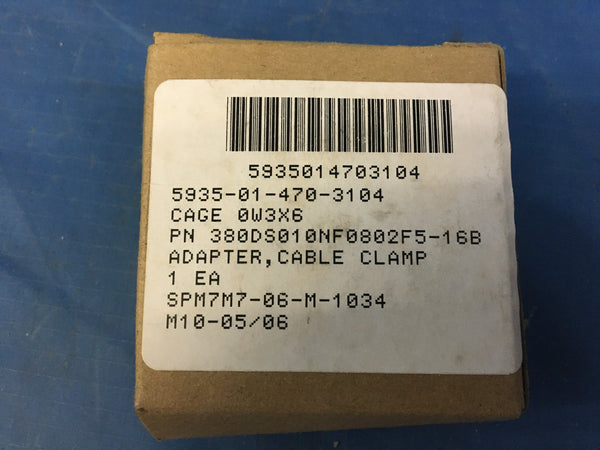 5935014703104
5935-01-470-3104
CAGE 0W3X6
PN 380DS010NF0802F5-16B
ADAPTER,CABLE CLAMP
1 EA
SPM7M7-06-M-1034
M10-05/06